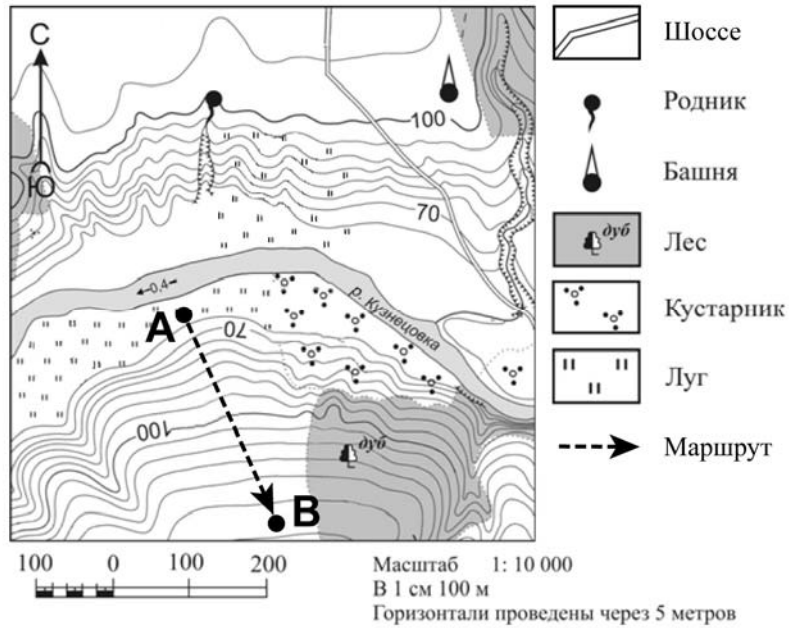 С
Ю
100
70
0,4
р. Кузнецовка
А
70
100
дуб
В
Шоссе
Родник
Башня
дуб
Лес
Кустарник
Луг
Маршрут
100 0 100 200
Масштаб 1: 10 000
В 1 см 100 м
Горизонтали проведены через 5 метров